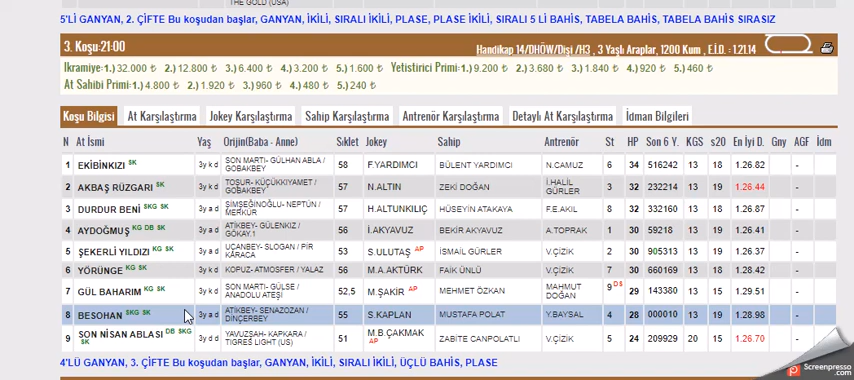 THE GOLD (USA)
5'Lİ GANYAN, 2. ÇİFTE Bu koşudan başlar, GANYAN, İKİLİ, SIRALI İKİLİ, PLASE, PLASE İKİLİ, SIRALI 5 Lİ BAHİS, TABELA BAHİS, TABELA BAHİS SIRASIZ
3. Koşu:21:00 Handikap 14/DHÖW/Dişi /H3 , 3 Yaşlı Araplar, 1200 Kum , E.İ.D. : 1.21.14
Ikramiye: 1.) 32.000 ₺ 2.) 12.800 ₺ 3.) 6.400 ₺ 4.) 3.200 ₺ 5.) 1.600 ₺ Yetistirici Primi: 1.) 9.200 ₺ 2.) 3.680 ₺ 3.) 1.840 ₺ 4.) 920 ₺ 5.) 460 ₺
At Sahibi Primi: 1.) 4.800 ₺ 2.) 1.920 ₺ 3.) 960 ₺ 4.) 480 ₺ 5.) 240 ₺
Koşu Bilgisi At Karşılaştırma Jokey Karşılaştırma Sahip Karşılaştırma Antrenör Karşılaştırma Detaylı At Karşılaştırma İdman Bilgileri
N At İsmi Yaş Orijin(Baba - Anne) Sıklet Jokey Sahip Antrenör St HP Son 6 Y. KGS s20 En İyi D. Gny AGF İdm
1 EKİBİNKIZI SK 3y k d SON MARTI- GÜLHAN ABLA / GOBAKBEY 58 F.YARDIMCI BÜLENT YARDIMCI N.CAMUZ 6 34 516242 13 18 1.26.82 -
2 AKBAŞ RÜZGARI SK 3y k d TOSUR- KÜÇÜKKIYAMET / GOBAKBEY 57 N.ALTIN ZEKİ DOĞAN İ.HALİL GÜRLER 3 32 232214 13 19 1.26.44 -
3 DURDUR BENİ SKG SK 3y a d ŞİMŞEĞİNOĞLU- NEPTÜN / MERKUR 57 H.ALTUNKILIÇ HÜSEYİN ATAKAYA F.E.AKIL 8 32 332160 13 18 1.26.87 -
4 AYDOĞMUŞ KG DB SK 3y a d ATİKBEY- GÜLENKIZ / GÖKAY.1 56 İ.AKYAVUZ BEKİR AKYAVUZ A.TOPRAK 1 30 59218 13 19 1.26.41 -
5 ŞEKERLİ YILDIZI KG SK 3y a d UÇANBEY- SLOGAN / PİR KARACA 53 S.ULUTAŞ AP İSMAİL GÜRLER V.ÇİZİK 2 30 905313 13 19 1.26.37 -
6 YÖRÜNGE KG SK 3y k d KOPUZ- ATMOSFER / YALAZ 56 M.A.AKTÜRK FAİK ÜNLÜ V.ÇİZİK 7 30 660169 13 18 1.28.42 -
7 GÜL BAHARIM KG SK 3y k d SON MARTI- GÜLSE / ANADOLU ATEŞİ 52,5 M.ŞAKİR AP MEHMET ÖZKAN MAHMUT DOĞAN 9 DS 29 143380 13 15 1.29.51 -
8 BESOHAN SKG SK 3y a d ATİKBEY- SENAZOZAN / DİNÇERBEY 55 S.KAPLAN MUSTAFA POLAT Y.BAYSAL 4 28 000010 13 19 1.28.98 -
9 SON NİSAN ABLASI DB SKG SK 3y d d YAVUZSAH- KAPKARA / TIGRES LIGHT (US) 51 M.B.ÇAKMAK AP ZABİTE CANPOLATLI V.ÇİZİK 5 24 209929 20 15 1.26.70 -
4'LÜ GANYAN, 3. ÇİFTE Bu koşudan başlar, GANYAN, İKİLİ, SIRALI İKİLİ, ÜÇLÜ BAHİS, PLASE
Screenpresso
.com